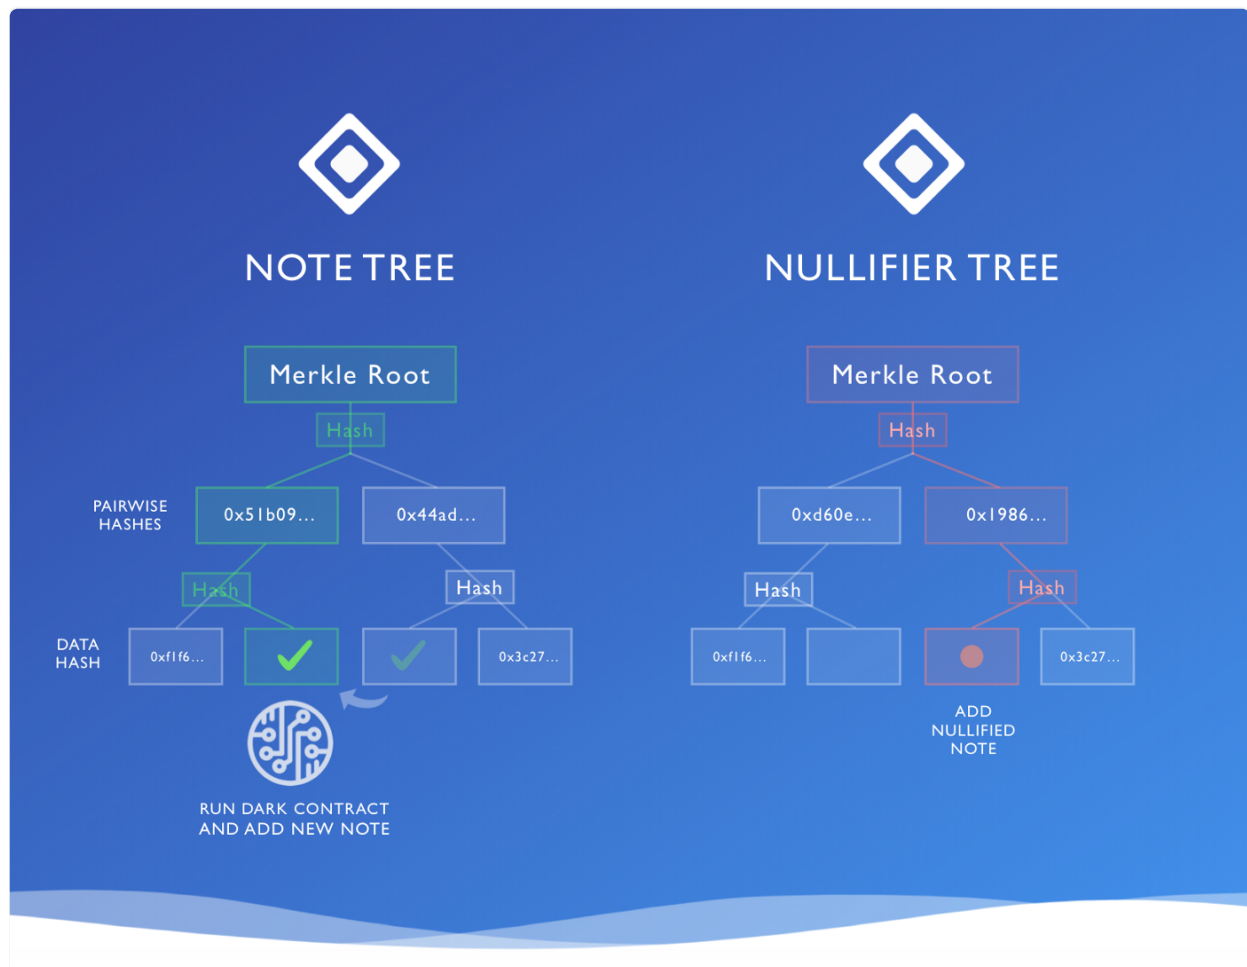 NOTE TREE
Merkle Root
Hash
PAIRWISE
HASHES
0x51b09...
0x44ad...
Hash
Hash
DATA
HASH
0xf1f6...
0x3c27...
RUN DARK CONTRACT
AND ADD NEW NOTE
NULLIFIER TREE
Merkle Root
Hash
0xd60e...
0x1986...
Hash
Hash
0xf1f6...
0x3c27...
ADD
NULLIFIED
NOTE